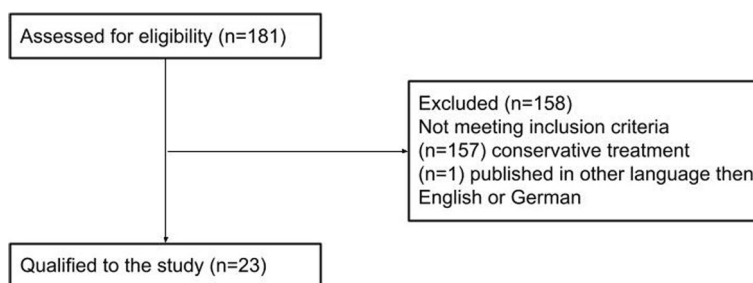 Assessed for eligibility (n=181)
Excluded (n=158)
Not meeting inclusion criteria
(n=157) conservative treatment
(n=1) published in other language then
English or German
Qualified to the study (n=23)